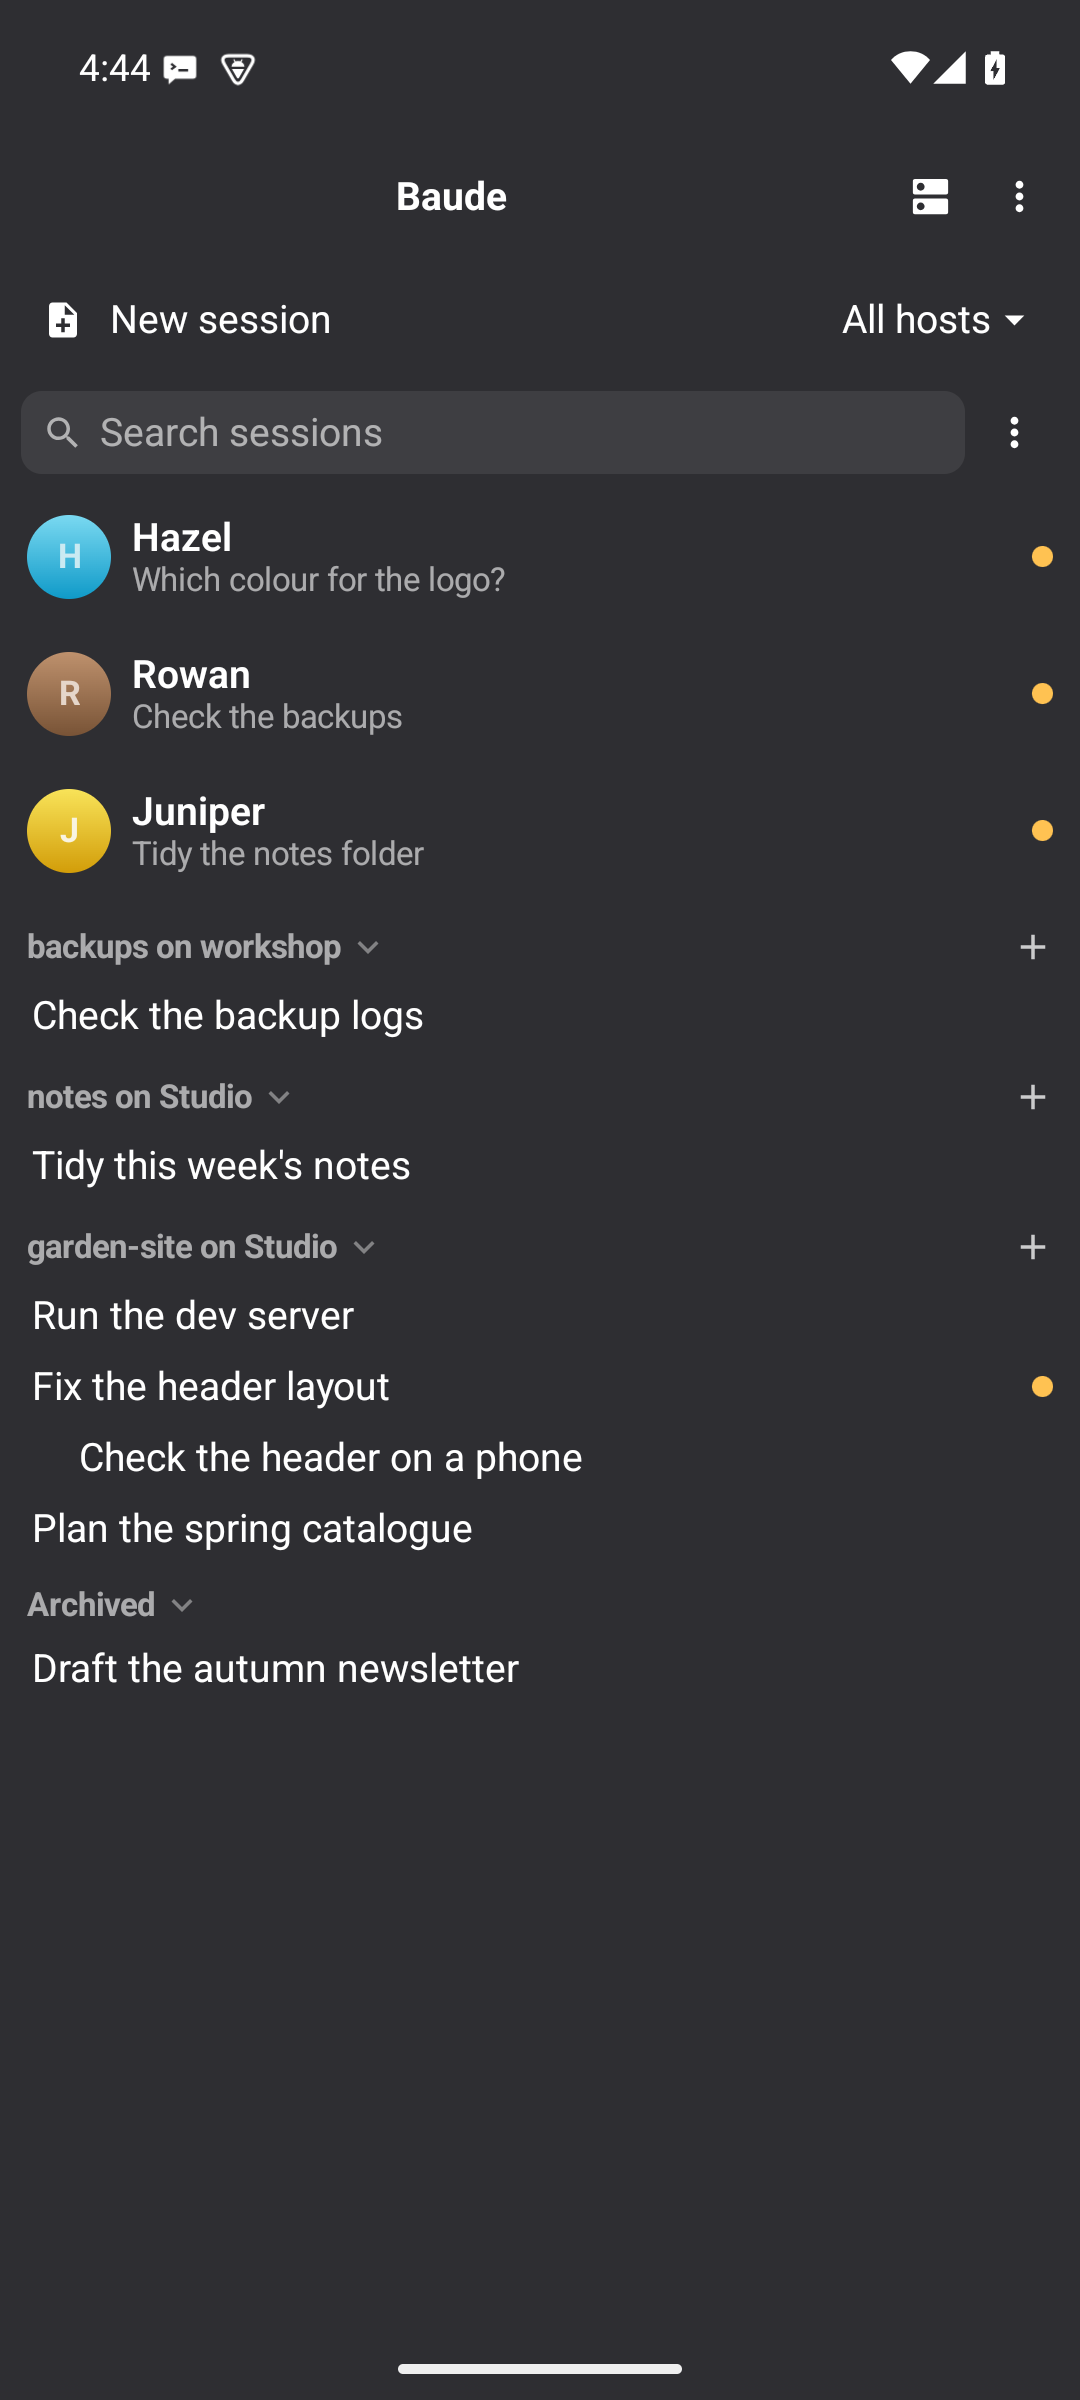 4:44
Baude
New session
All hosts
Search sessions
H
Hazel
Which colour for the logo?
R
Rowan
Check the backups
J
Juniper
Tidy the notes folder
backups on workshop
Check the backup logs
notes on Studio
Tidy this week's notes
garden-site on Studio
Run the dev server
Fix the header layout
Check the header on a phone
Plan the spring catalogue
Archived
Draft the autumn newsletter